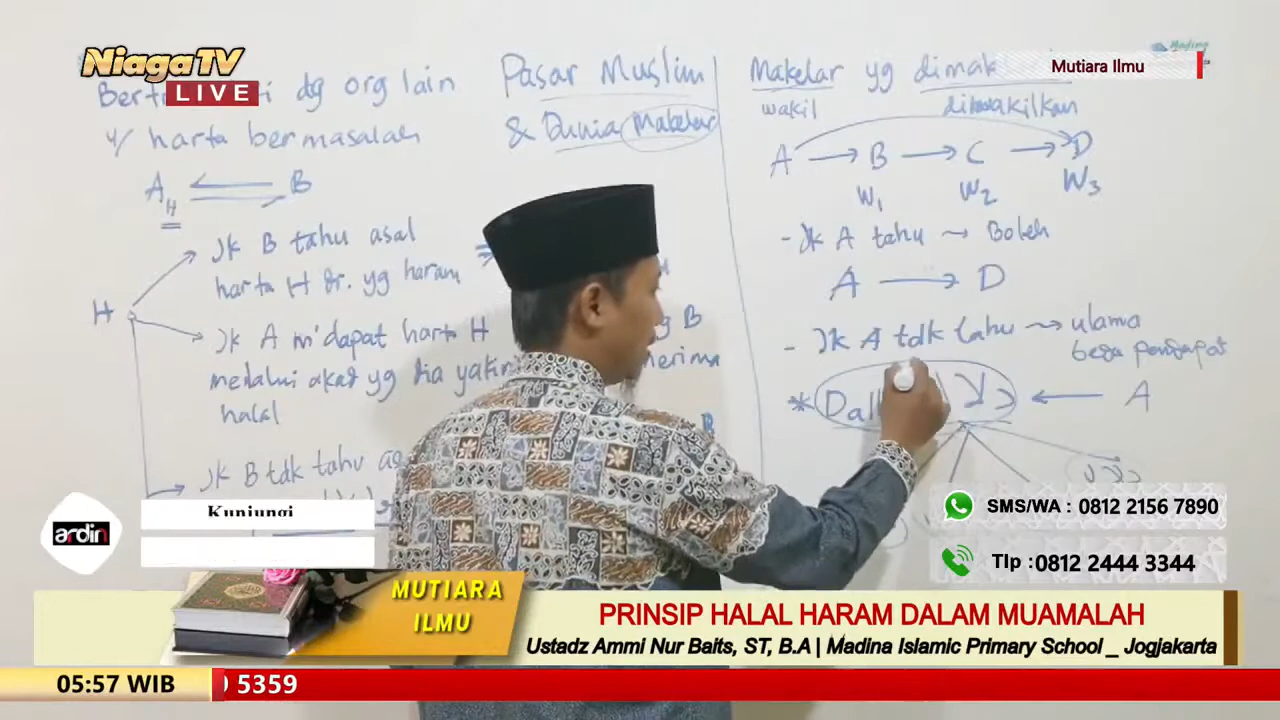 NiagaTV
LIVE
Mutiara Ilmu
dg org lain
harta bermasalah
A H B
H
Jk B tahu asal
harta H dr. yg haram
Jk A m'dapat harta H
melalui akad yg dia yakin
halal
Jk B tdk tahu
Pasar Muslim
& Dunia Makelar
B
nerima
Makelar yg
wakil
A → B → C → D
W1 W2 W3
- Jk A tahu → Boleh
A → D
- Jk A tdk tahu → ulama
beda pendapat
* ← A
ardin
Kunjungi
SMS/WA : 0812 2156 7890
Tlp : 0812 2444 3344
MUTIARA
ILMU
PRINSIP HALAL HARAM DALAM MUAMALAH
Ustadz Ammi Nur Baits, ST, B.A | Madina Islamic Primary School _ Jogjakarta
05:57 WIB
5359